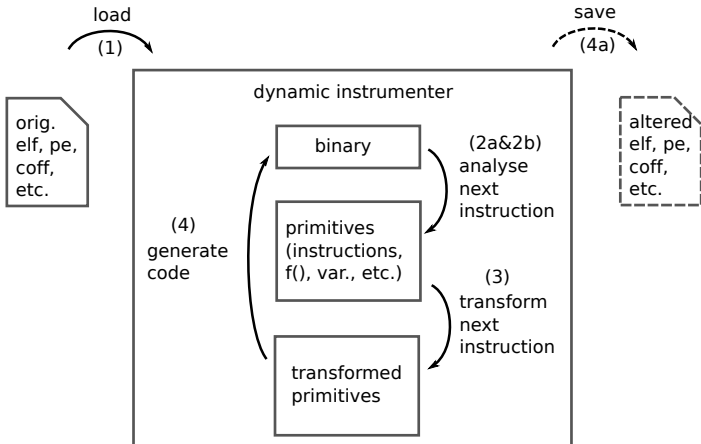 load
(1)
save
(4a)
dynamic instrumenter
orig.
elf, pe,
coff,
etc.
binary
(2a&2b)
analyse
next
instruction
altered
elf, pe,
coff,
etc.
(4)
generate
code
primitives
(instructions,
f(), var., etc.)
(3)
transform
next
instruction
transformed
primitives